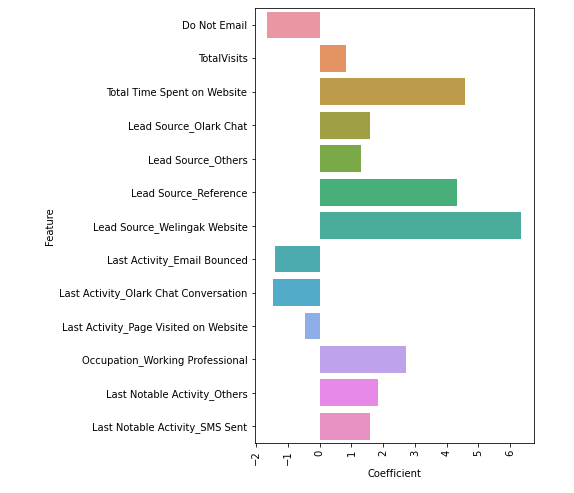 Do Not Email
TotalVisits
Total Time Spent on Website
Lead Source_Olark Chat
Lead Source_Others
Lead Source_Reference
Lead Source_Welingak Website
Last Activity_Email Bounced
Last Activity_Olark Chat Conversation
Last Activity_Page Visited on Website
Occupation_Working Professional
Last Notable Activity_Others
Last Notable Activity_SMS Sent
Feature
−2 −1 0 1 2 3 4 5 6
Coefficient